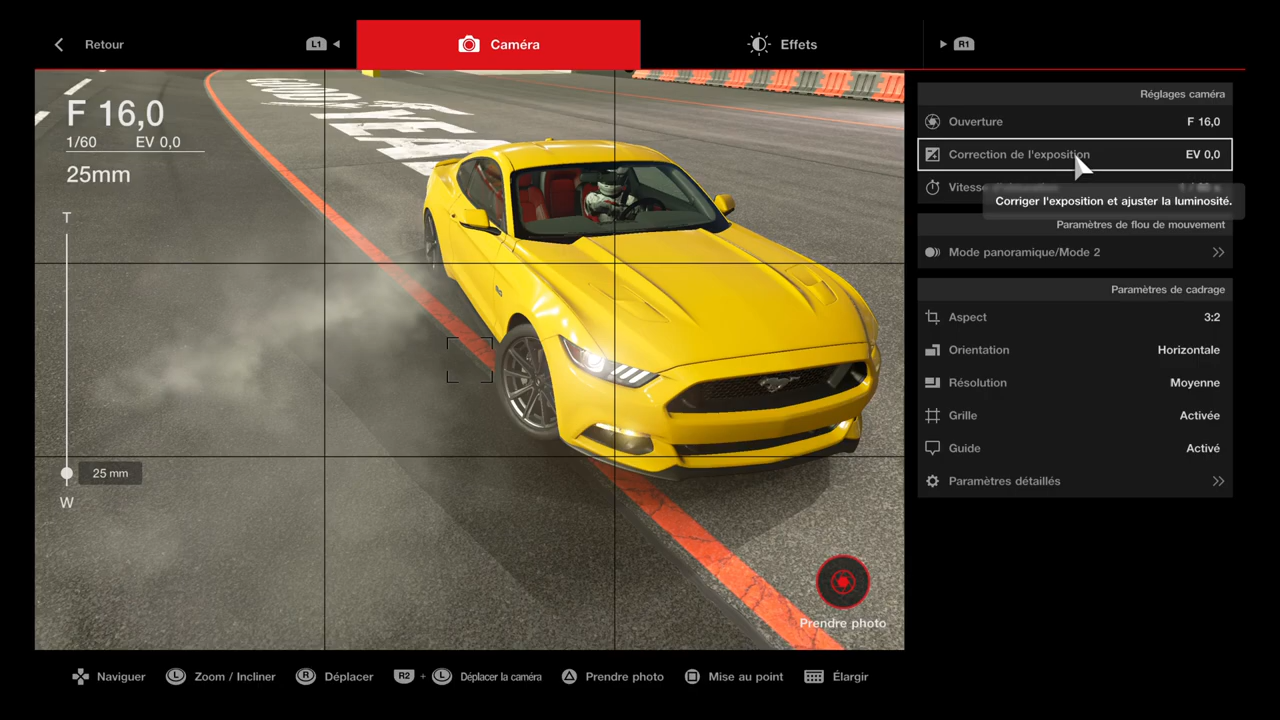 Retour
L1
Caméra
Effets
R1
F 16,0
1/60 EV 0,0
25mm
T
25 mm
W
GOODYEAR
Prendre photo
Réglages caméra
Ouverture F 16,0
Correction de l'exposition EV 0,0
Vitesse
Corriger l'exposition et ajuster la luminosité.
Paramètres de flou de mouvement
Mode panoramique/Mode 2
Paramètres de cadrage
Aspect 3:2
Orientation Horizontale
Résolution Moyenne
Grille Activée
Guide Activé
Paramètres détaillés
Naviguer L Zoom / Incliner R Déplacer R2 + L Déplacer la caméra Prendre photo Mise au point Élargir